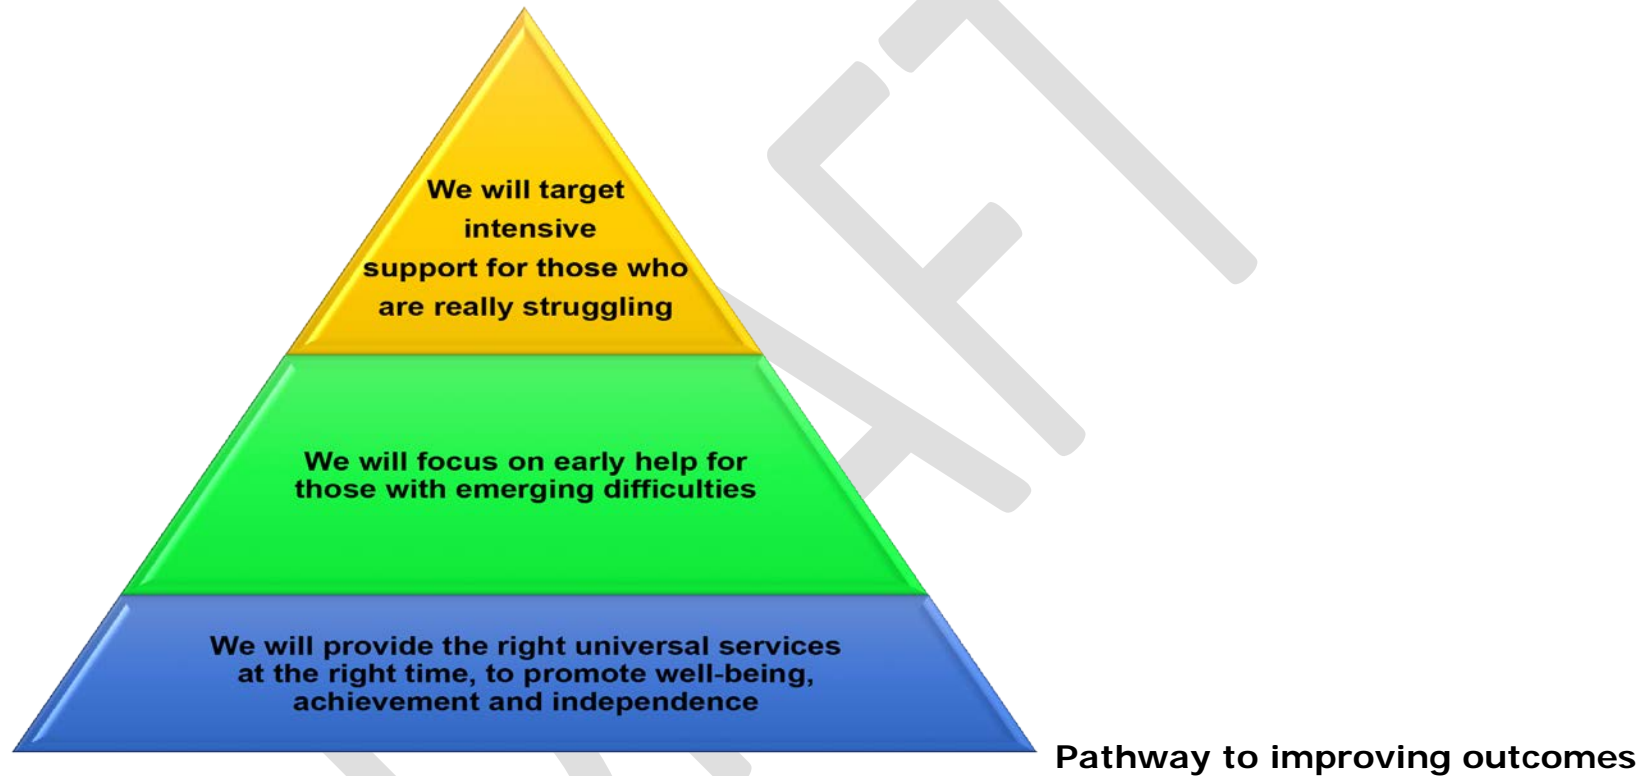 We will target
intensive
support for those who
are really struggling
We will focus on early help for
those with emerging difficulties
We will provide the right universal services
at the right time, to promote well-being,
achievement and independence
Pathway to improving outcomes